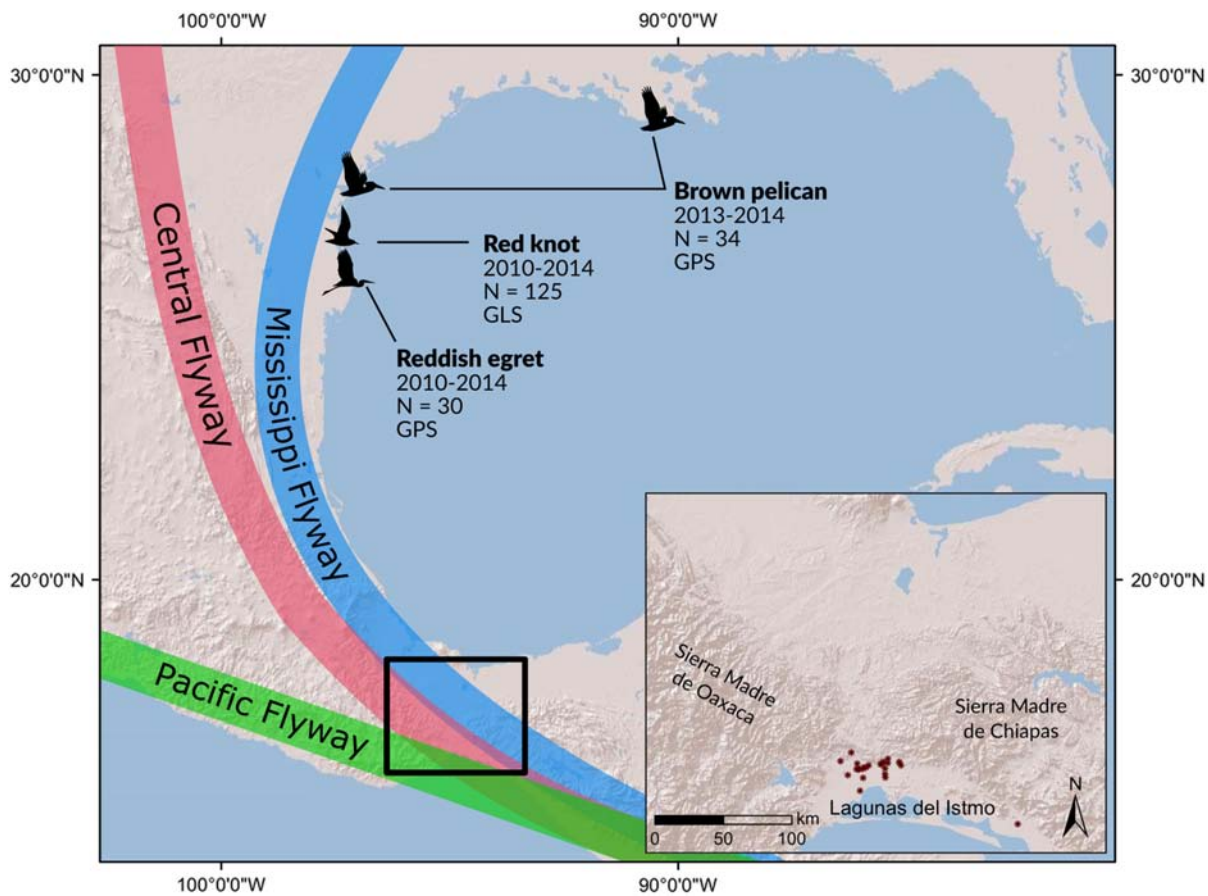 100°0'0"W
90°0'0"W
30°0'0"N
30°0'0"N
Brown pelican
2013-2014
N = 34
GPS
Red knot
2010-2014
N = 125
GLS
Reddish egret
2010-2014
N = 30
GPS
Central Flyway
Mississippi Flyway
Pacific Flyway
20°0'0"N
20°0'0"N
Sierra Madre
de Oaxaca
Sierra Madre
de Chiapas
Lagunas del Istmo
N
km
0 50 100
100°0'0"W
90°0'0"W